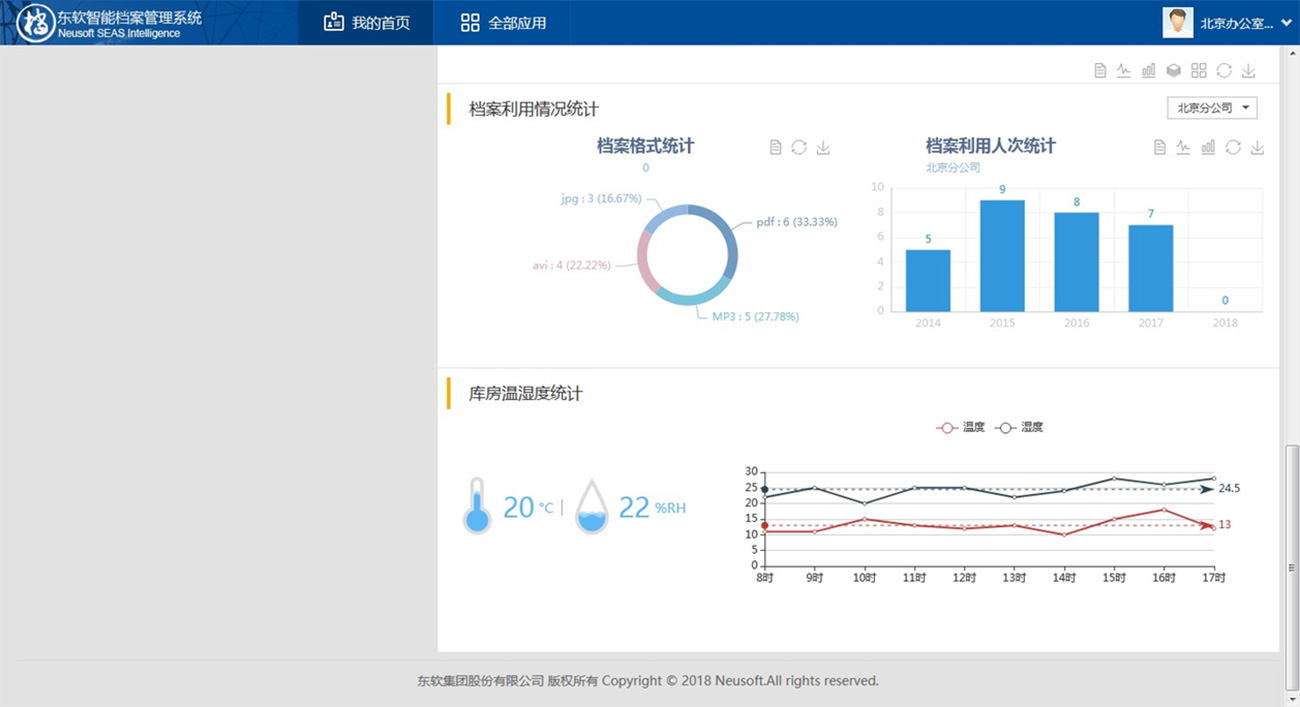 档
东软智能档案管理系统
Neusoft SEAS Intelligence
我的首页
全部应用
北京办公室...
档案利用情况统计
北京分公司
档案格式统计
0
jpg : 3 (16.67%)
pdf : 6 (33.33%)
avi : 4 (22.22%)
MP3 : 5 (27.78%)
档案利用人次统计
北京分公司
10
8
6
4
2
0
5
9
8
7
0
2014
2015
2016
2017
2018
库房温湿度统计
20 °C
22 %RH
温度
湿度
30
25
20
15
10
5
0
24.5
13
8时
9时
10时
11时
12时
13时
14时
15时
16时
17时
东软集团股份有限公司 版权所有 Copyright © 2018 Neusoft.All rights reserved.